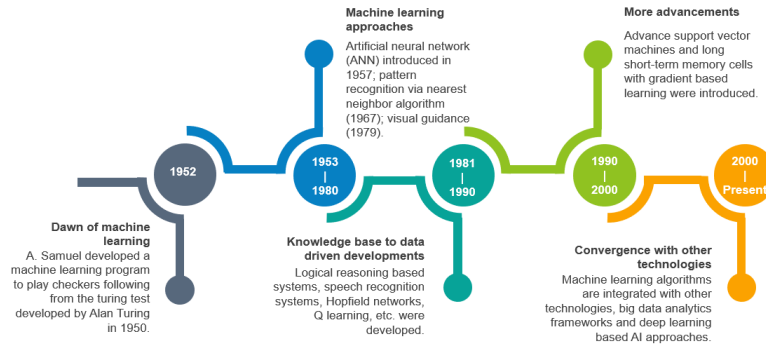 Machine learning
approaches
Artificial neural network
(ANN) introduced in
1957; pattern
recognition via nearest
neighbor algorithm
(1967); visual guidance
(1979).
More advancements
Advance support vector
machines and long
short-term memory cells
with gradient based
learning were introduced.
1952
1953
|
1980
1981
|
1990
1990
|
2000
2000
|
Present
Dawn of machine
learning
A. Samuel developed a
machine learning program
to play checkers following
from the turing test
developed by Alan Turing
in 1950.
Knowledge base to data
driven developments
Logical reasoning based
systems, speech recognition
systems, Hopfield networks,
Q learning, etc. were
developed.
Convergence with other
technologies
Machine learning algorithms
are integrated with other
technologies, big data analytics
frameworks and deep learning
based AI approaches.